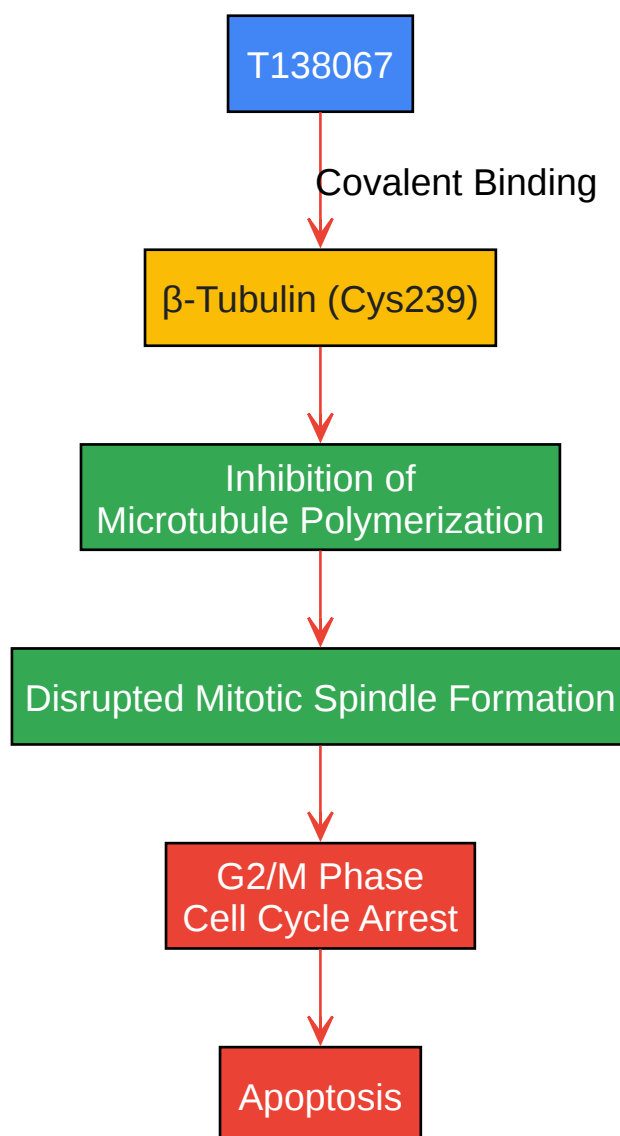 T138067
Covalent Binding
β-Tubulin (Cys239)
Inhibition of
Microtubule Polymerization
Disrupted Mitotic Spindle Formation
G2/M Phase
Cell Cycle Arrest
Apoptosis